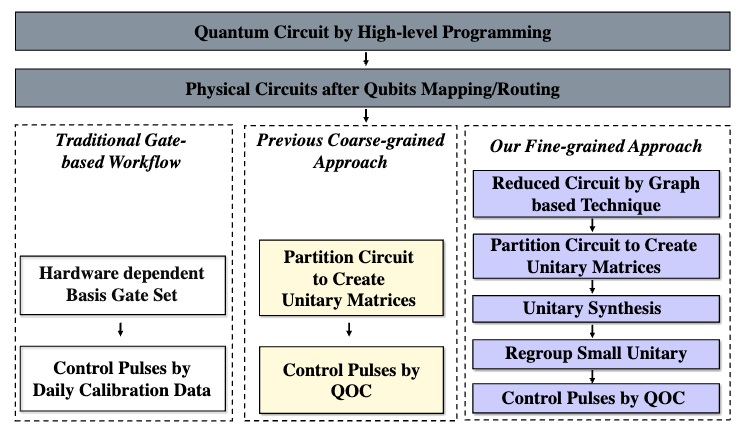 Quantum Circuit by High-level Programming
Physical Circuits after Qubits Mapping/Routing
Traditional Gate-
based Workflow
Hardware dependent
Basis Gate Set
Control Pulses by
Daily Calibration Data
Previous Coarse-grained
Approach
Partition Circuit
to Create
Unitary Matrices
Control Pulses by
QOC
Our Fine-grained Approach
Reduced Circuit by Graph
based Technique
Partition Circuit to Create
Unitary Matrices
Unitary Synthesis
Regroup Small Unitary
Control Pulses by QOC